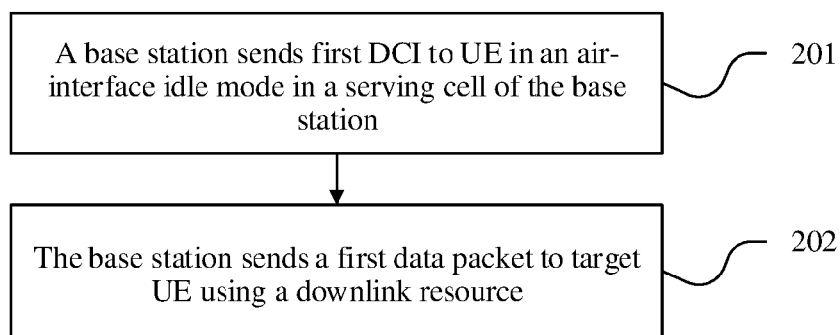 A base station sends first DCI to UE in an air-
interface idle mode in a serving cell of the base
station
201
The base station sends a first data packet to target
UE using a downlink resource
202